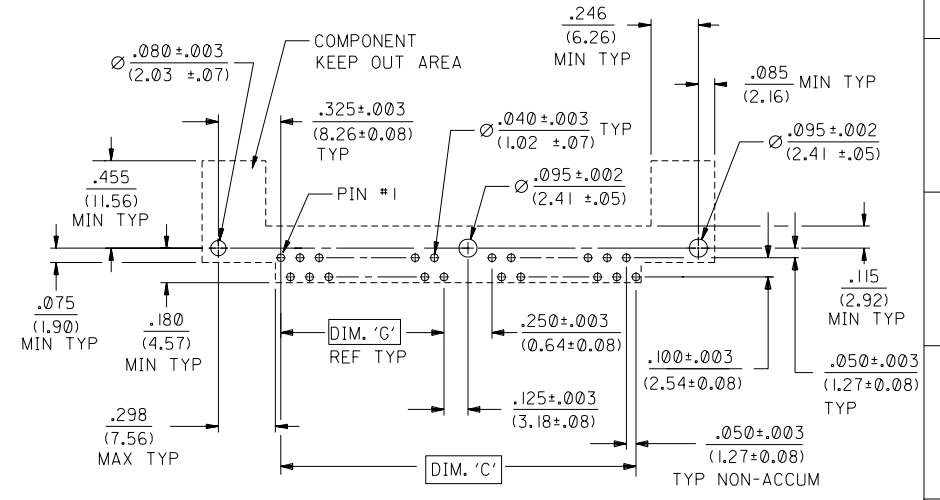 .246
(6.26)
MIN TYP
COMPONENT
KEEP OUT AREA
Ø .080±.003
(2.03 ±.07)
.085 MIN TYP
(2.16)
.325±.003
(8.26±0.08)
TYP
Ø .040±.003 TYP
(1.02 ±.07)
Ø .095±.002
(2.41 ±.05)
.455
(11.56)
MIN TYP
PIN #1
Ø .095±.002
(2.41 ±.05)
.075
(1.90)
MIN TYP
.180
(4.57)
MIN TYP
DIM. 'G'
REF TYP
.250±.003
(0.64±0.08)
.115
(2.92)
MIN TYP
.100±.003
(2.54±0.08)
.050±.003
(1.27±0.08)
TYP
.298
(7.56)
MAX TYP
.125±.003
(3.18±.08)
.050±.003
(1.27±0.08)
TYP NON-ACCUM
DIM. 'C'